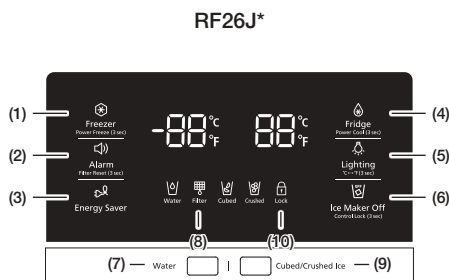 RF26J*
(1) Freezer (4) Fridge
Power Freeze (3 sec) Power Cool (3 sec)
-88 °C °F 88 °C °F
(2) Alarm (5) Lighting
Filter Reset (3 sec) °C↔°F (3 sec)
(3) Energy Saver (6) Ice Maker Off
Control Lock (3 sec)
Water Filter Cubed Crushed Lock
(8) (10)
(7) Water Cubed/Crushed Ice (9)